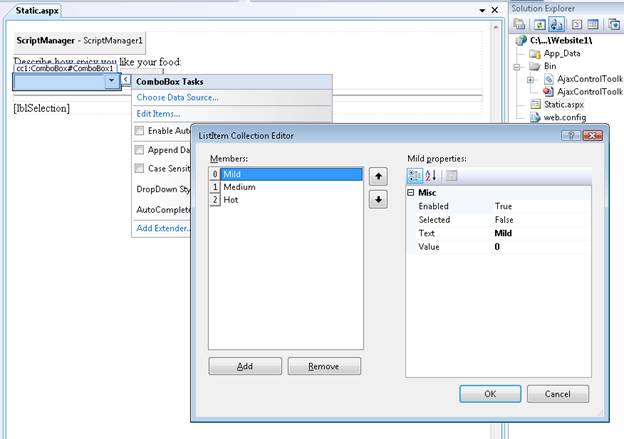 Static.aspx
ScriptManager - ScriptManager1
Describe how spicy you like your food:
cc1:ComboBox#ComboBox1
[lblSelection]
ComboBox Tasks
Choose Data Source...
Edit Items...
Enable Auto
Append Da
Case Sensit
DropDown Sty
AutoComplete
Add Extender...
ListItem Collection Editor
Members:
0 Mild
1 Medium
2 Hot
Add
Remove
Mild properties:
Misc
Enabled True
Selected False
Text Mild
Value 0
OK
Cancel
Solution Explorer
C:\...\Website1\
App_Data
Bin
AjaxControlToolk
AjaxControlToolk
Static.aspx
web.config